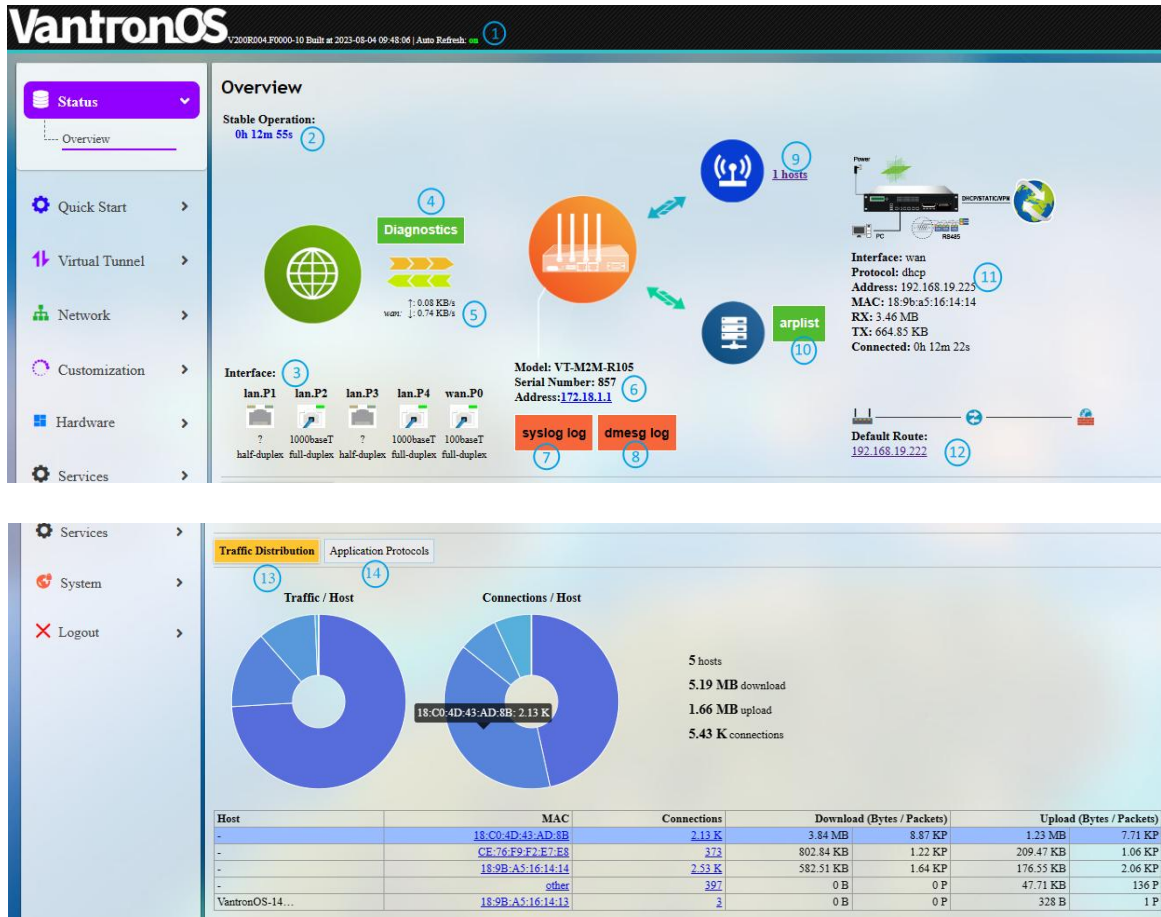 VantronOS
V200R004.F0000-10 Built at 2023-08-04 09:48:06 | Auto Refresh: on 1
Status
Overview
Quick Start
Virtual Tunnel
Network
Customization
Hardware
Services
Overview
Stable Operation:
0h 12m 55s 2
4
Diagnostics
↑: 0.08 KB/s
wan: ↓: 0.74 KB/s 5
Interface: 3
lan.P1 lan.P2 lan.P3 lan.P4 wan.P0
? 1000baseT ? 1000baseT 100baseT
half-duplex full-duplex half-duplex full-duplex full-duplex
9
1 hosts
arplist
10
Model: VT-M2M-R105
Serial Number: 857
Address:172.18.1.1 6
syslog log dmesg log
7 8
Power
DHCP/STATIC/VPN
PC RS485
Interface: wan
Protocol: dhcp
Address: 192.168.19.225 11
MAC: 18:9b:a5:16:14:14
RX: 3.46 MB
TX: 664.85 KB
Connected: 0h 12m 22s
Default Route:
192.168.19.222 12
Services
System
Logout
Traffic Distribution Application Protocols
13 14
Traffic / Host Connections / Host
18:C0:4D:43:AD:8B: 2.13 K
5 hosts
5.19 MB download
1.66 MB upload
5.43 K connections
Host MAC Connections Download (Bytes / Packets) Upload (Bytes / Packets)
- 18:C0:4D:43:AD:8B 2.13 K 3.84 MB 8.87 KP 1.23 MB 7.71 KP
- CE:76:F9:F2:E7:E8 373 802.84 KB 1.22 KP 209.47 KB 1.06 KP
- 18:9B:A5:16:14:14 2.53 K 582.51 KB 1.64 KP 176.55 KB 2.06 KP
- other 397 0 B 0 P 47.71 KB 136 P
VantronOS-14... 18:9B:A5:16:14:13 3 0 B 0 P 328 B 1 P